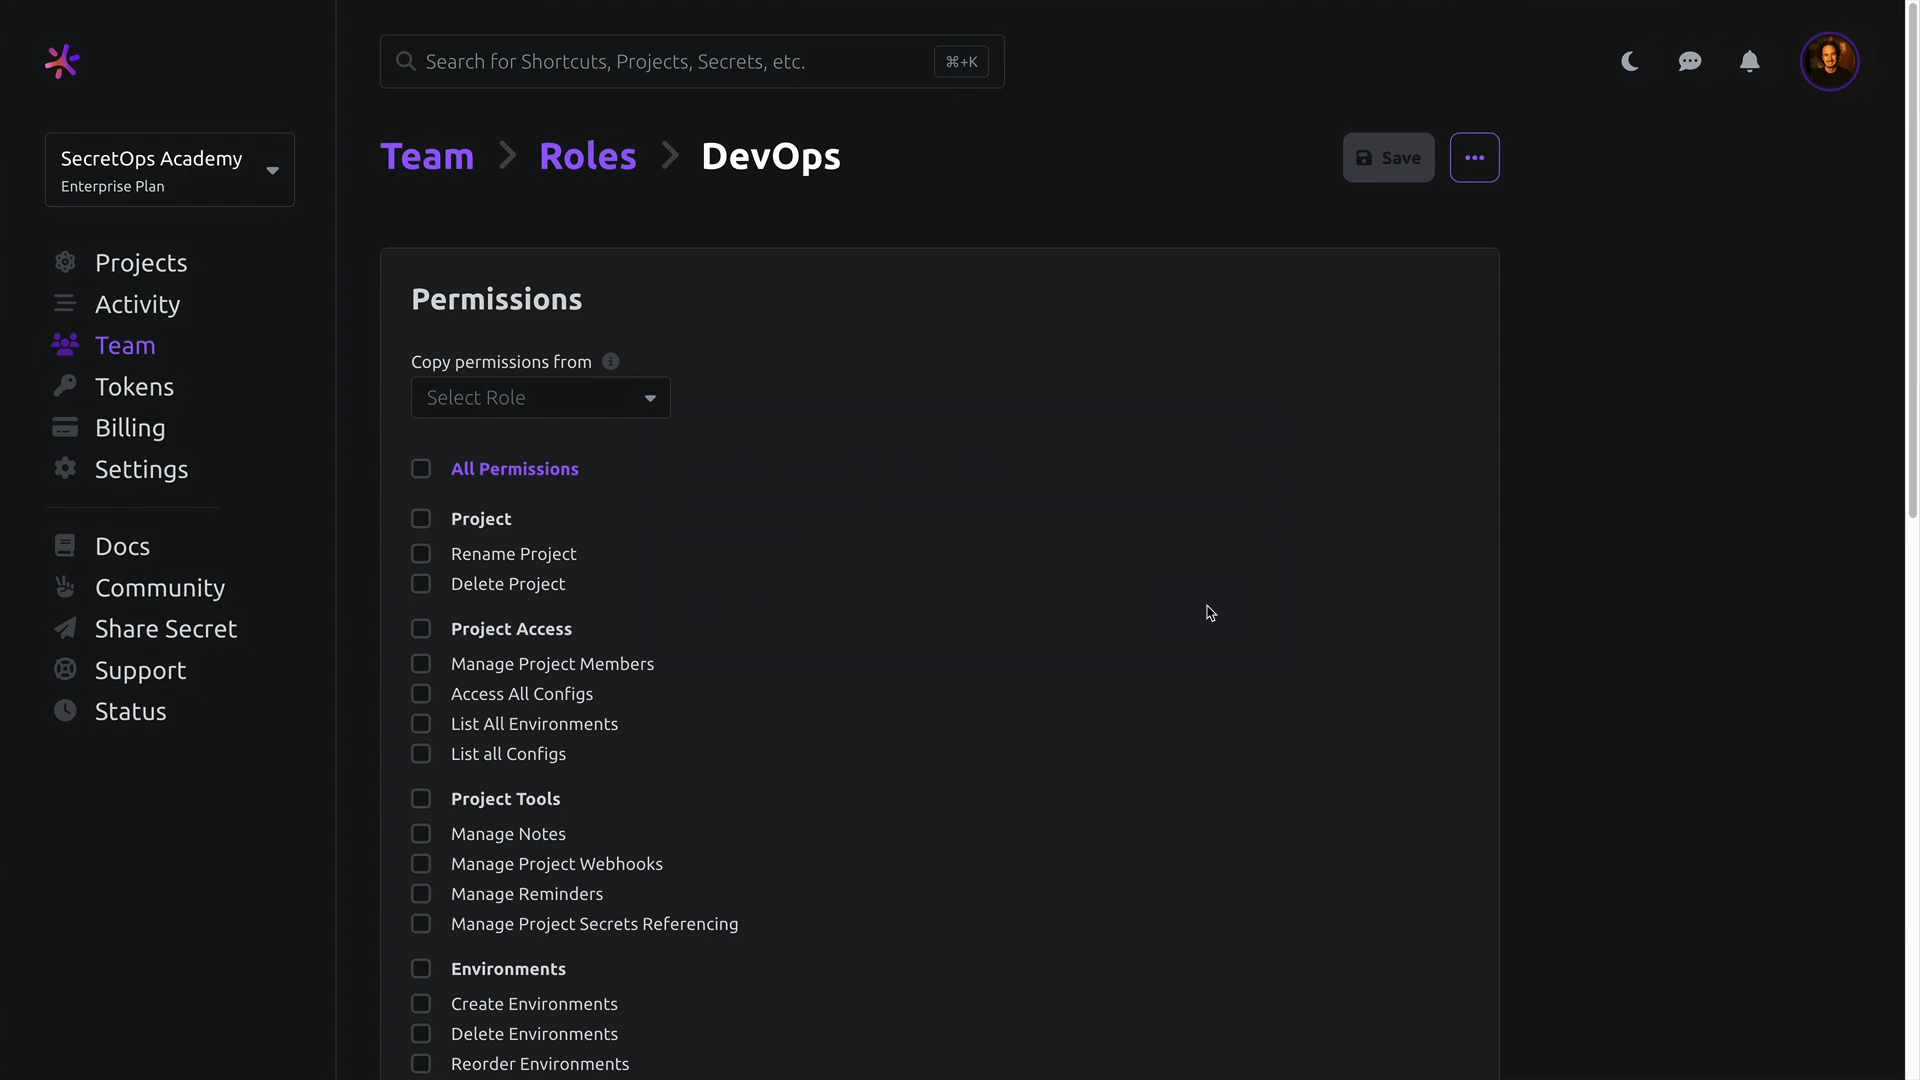 Search for Shortcuts, Projects, Secrets, etc.
⌘+K
SecretOps Academy
Enterprise Plan
Projects
Activity
Team
Tokens
Billing
Settings
Docs
Community
Share Secret
Support
Status
Team
Roles
DevOps
Save
Permissions
Copy permissions from
Select Role
All Permissions
Project
Rename Project
Delete Project
Project Access
Manage Project Members
Access All Configs
List All Environments
List all Configs
Project Tools
Manage Notes
Manage Project Webhooks
Manage Reminders
Manage Project Secrets Referencing
Environments
Create Environments
Delete Environments
Reorder Environments